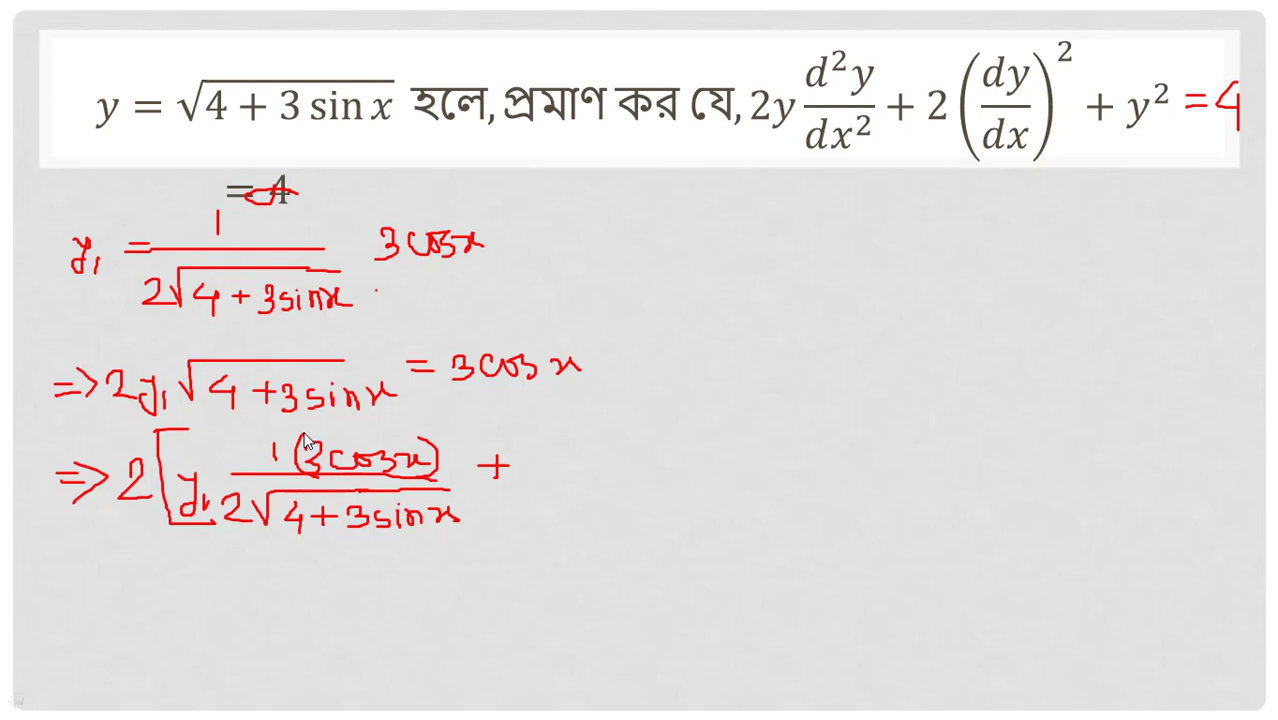 y = √(4 + 3 sin x) হলে, প্রমাণ কর যে, 2y d²y/dx² + 2(dy/dx)² + y² = 4
= 4
y₁ = 1/(2√(4 + 3sinx)) 3cosx
=> 2y₁√(4 + 3sinx) = 3cosx
=> 2[y₁ 1(3cosx)/(2√(4 + 3sinx)) +